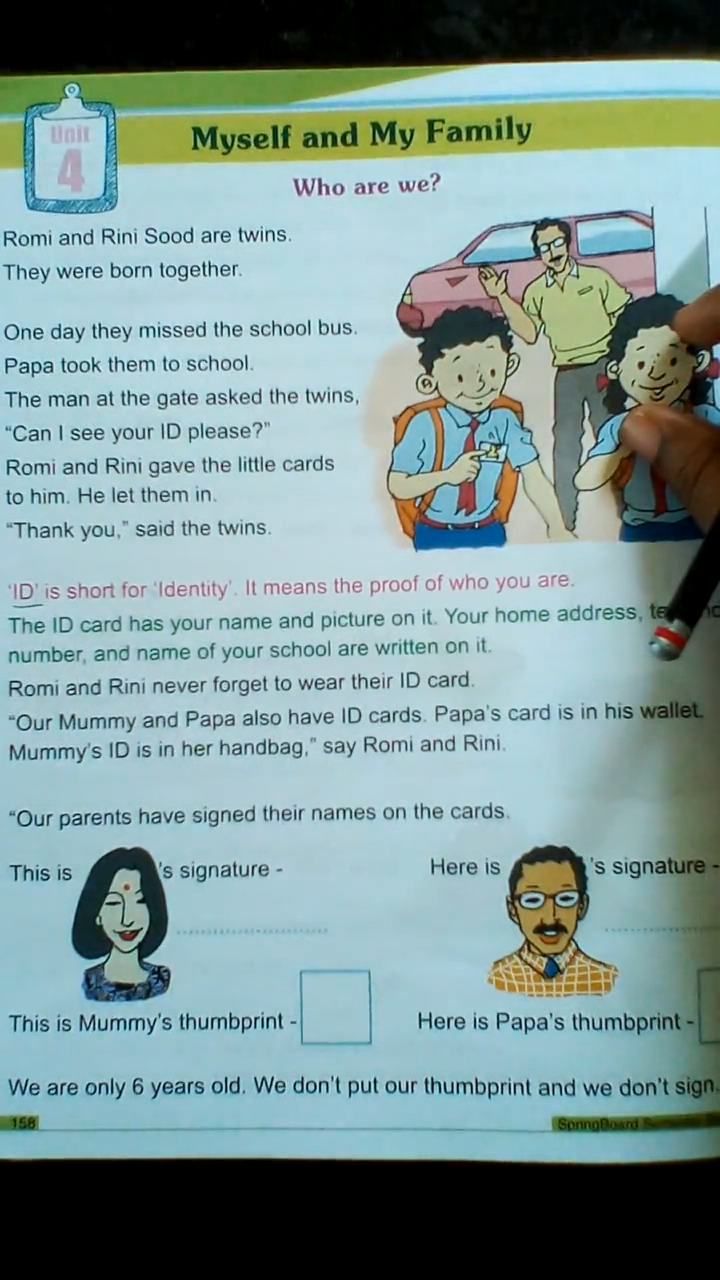 Unit
4
Myself and My Family
Who are we?
Romi and Rini Sood are twins.
They were born together.
One day they missed the school bus.
Papa took them to school.
The man at the gate asked the twins,
“Can I see your ID please?”
Romi and Rini gave the little cards
to him. He let them in.
“Thank you,” said the twins.
‘ID’ is short for ‘Identity’. It means the proof of who you are.
The ID card has your name and picture on it. Your home address,
number, and name of your school are written on it.
Romi and Rini never forget to wear their ID card.
“Our Mummy and Papa also have ID cards. Papa’s card is in his wallet.
Mummy’s ID is in her handbag,” say Romi and Rini.
“Our parents have signed their names on the cards.
This is ’s signature -
Here is ’s signature -
This is Mummy’s thumbprint -
Here is Papa’s thumbprint -
We are only 6 years old. We don’t put our thumbprint and we don’t sign.
158
SpringBoard